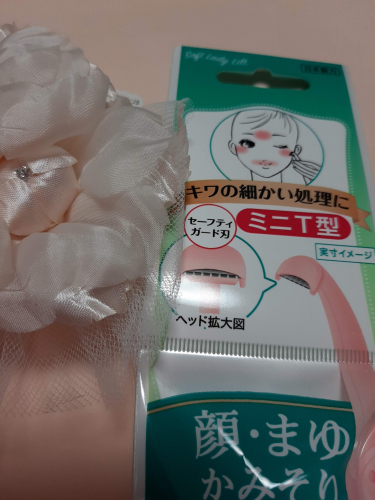 日本製
キワの細かい処理に
セーフティ
ガード刃
ミニT型
実寸イメージ
ヘッド拡大図
顔・まゆ
かみそり